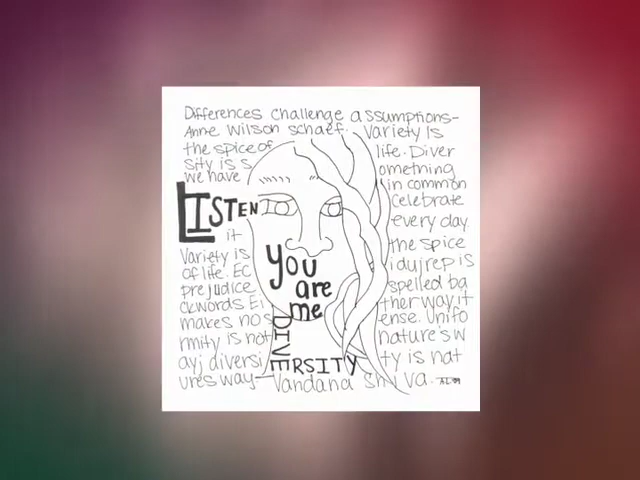 Differences challenge assumptions-
Anne Wilson schaef. Variety is
the spice of life. Diver
sity is s omething
we have in common
LISTEN celebrate
it every day.
Variety is the spice
of life. EC idujrep is
prejudice spelled ba
ckwords Ei ther way it
makes no s ense. Unifo
rmity is not nature's w
ay; diversi ty is nat
ures way- Vandana Shiva.
You
are
me
DIVERSITY